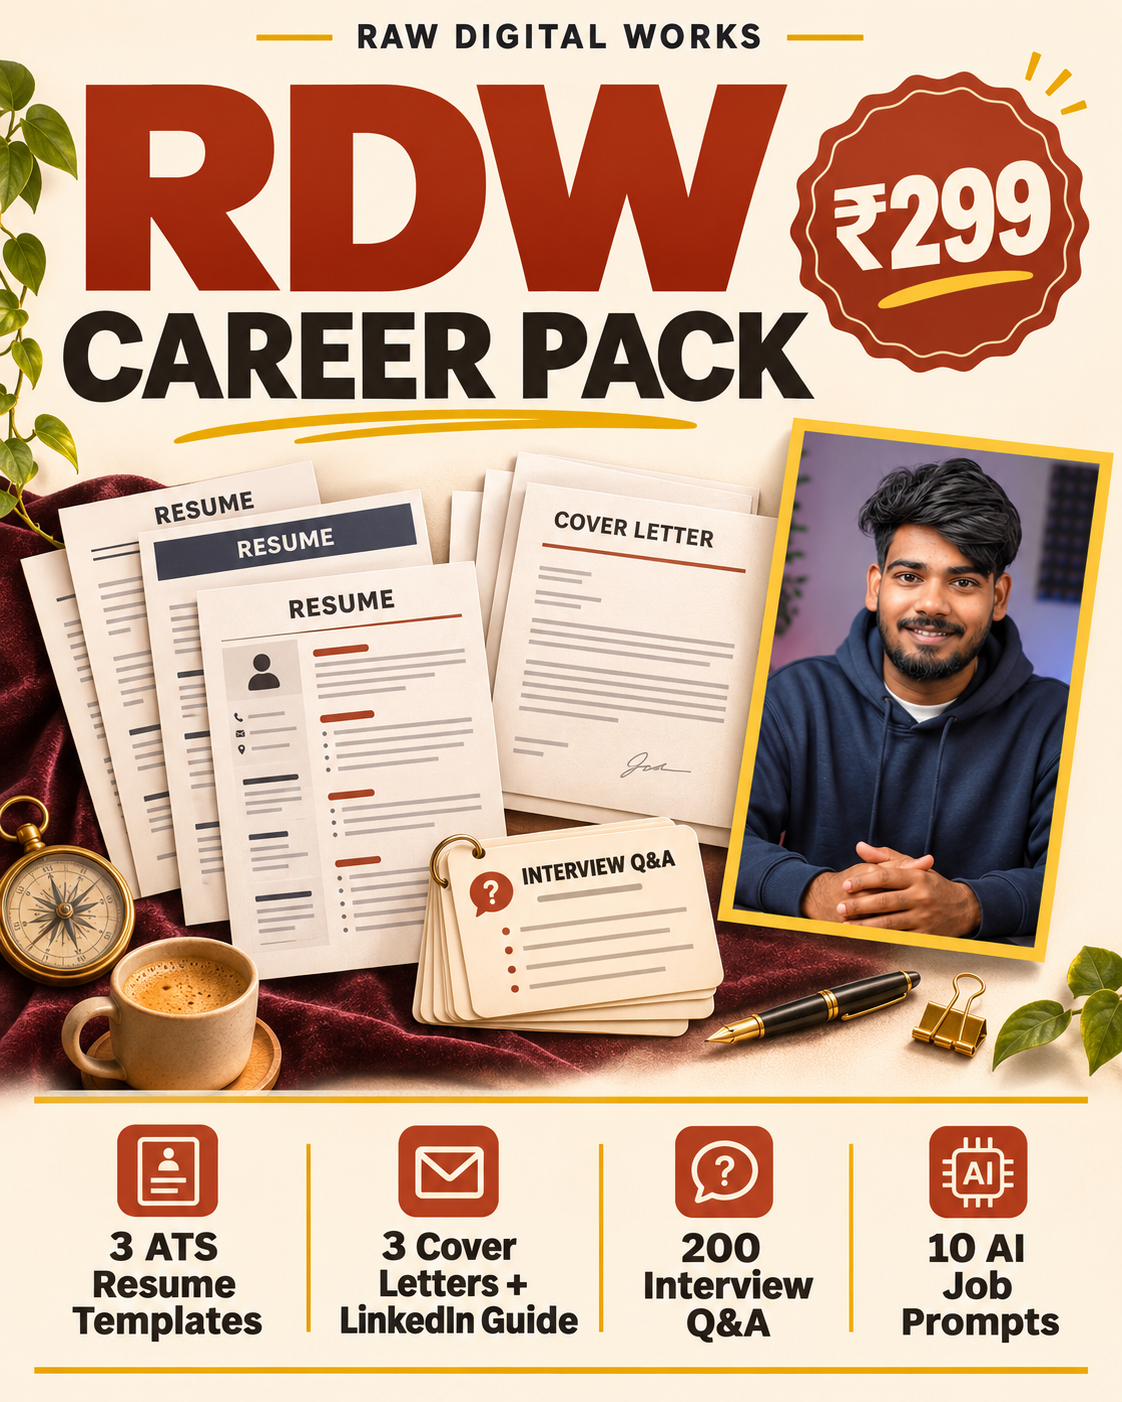 RAW DIGITAL WORKS
RDW
₹299
CAREER PACK
RESUME
RESUME
RESUME
COVER LETTER
INTERVIEW Q&A
?
3 ATS
Resume
Templates
3 Cover
Letters +
LinkedIn Guide
?
200
Interview
Q&A
AI
10 AI
Job
Prompts